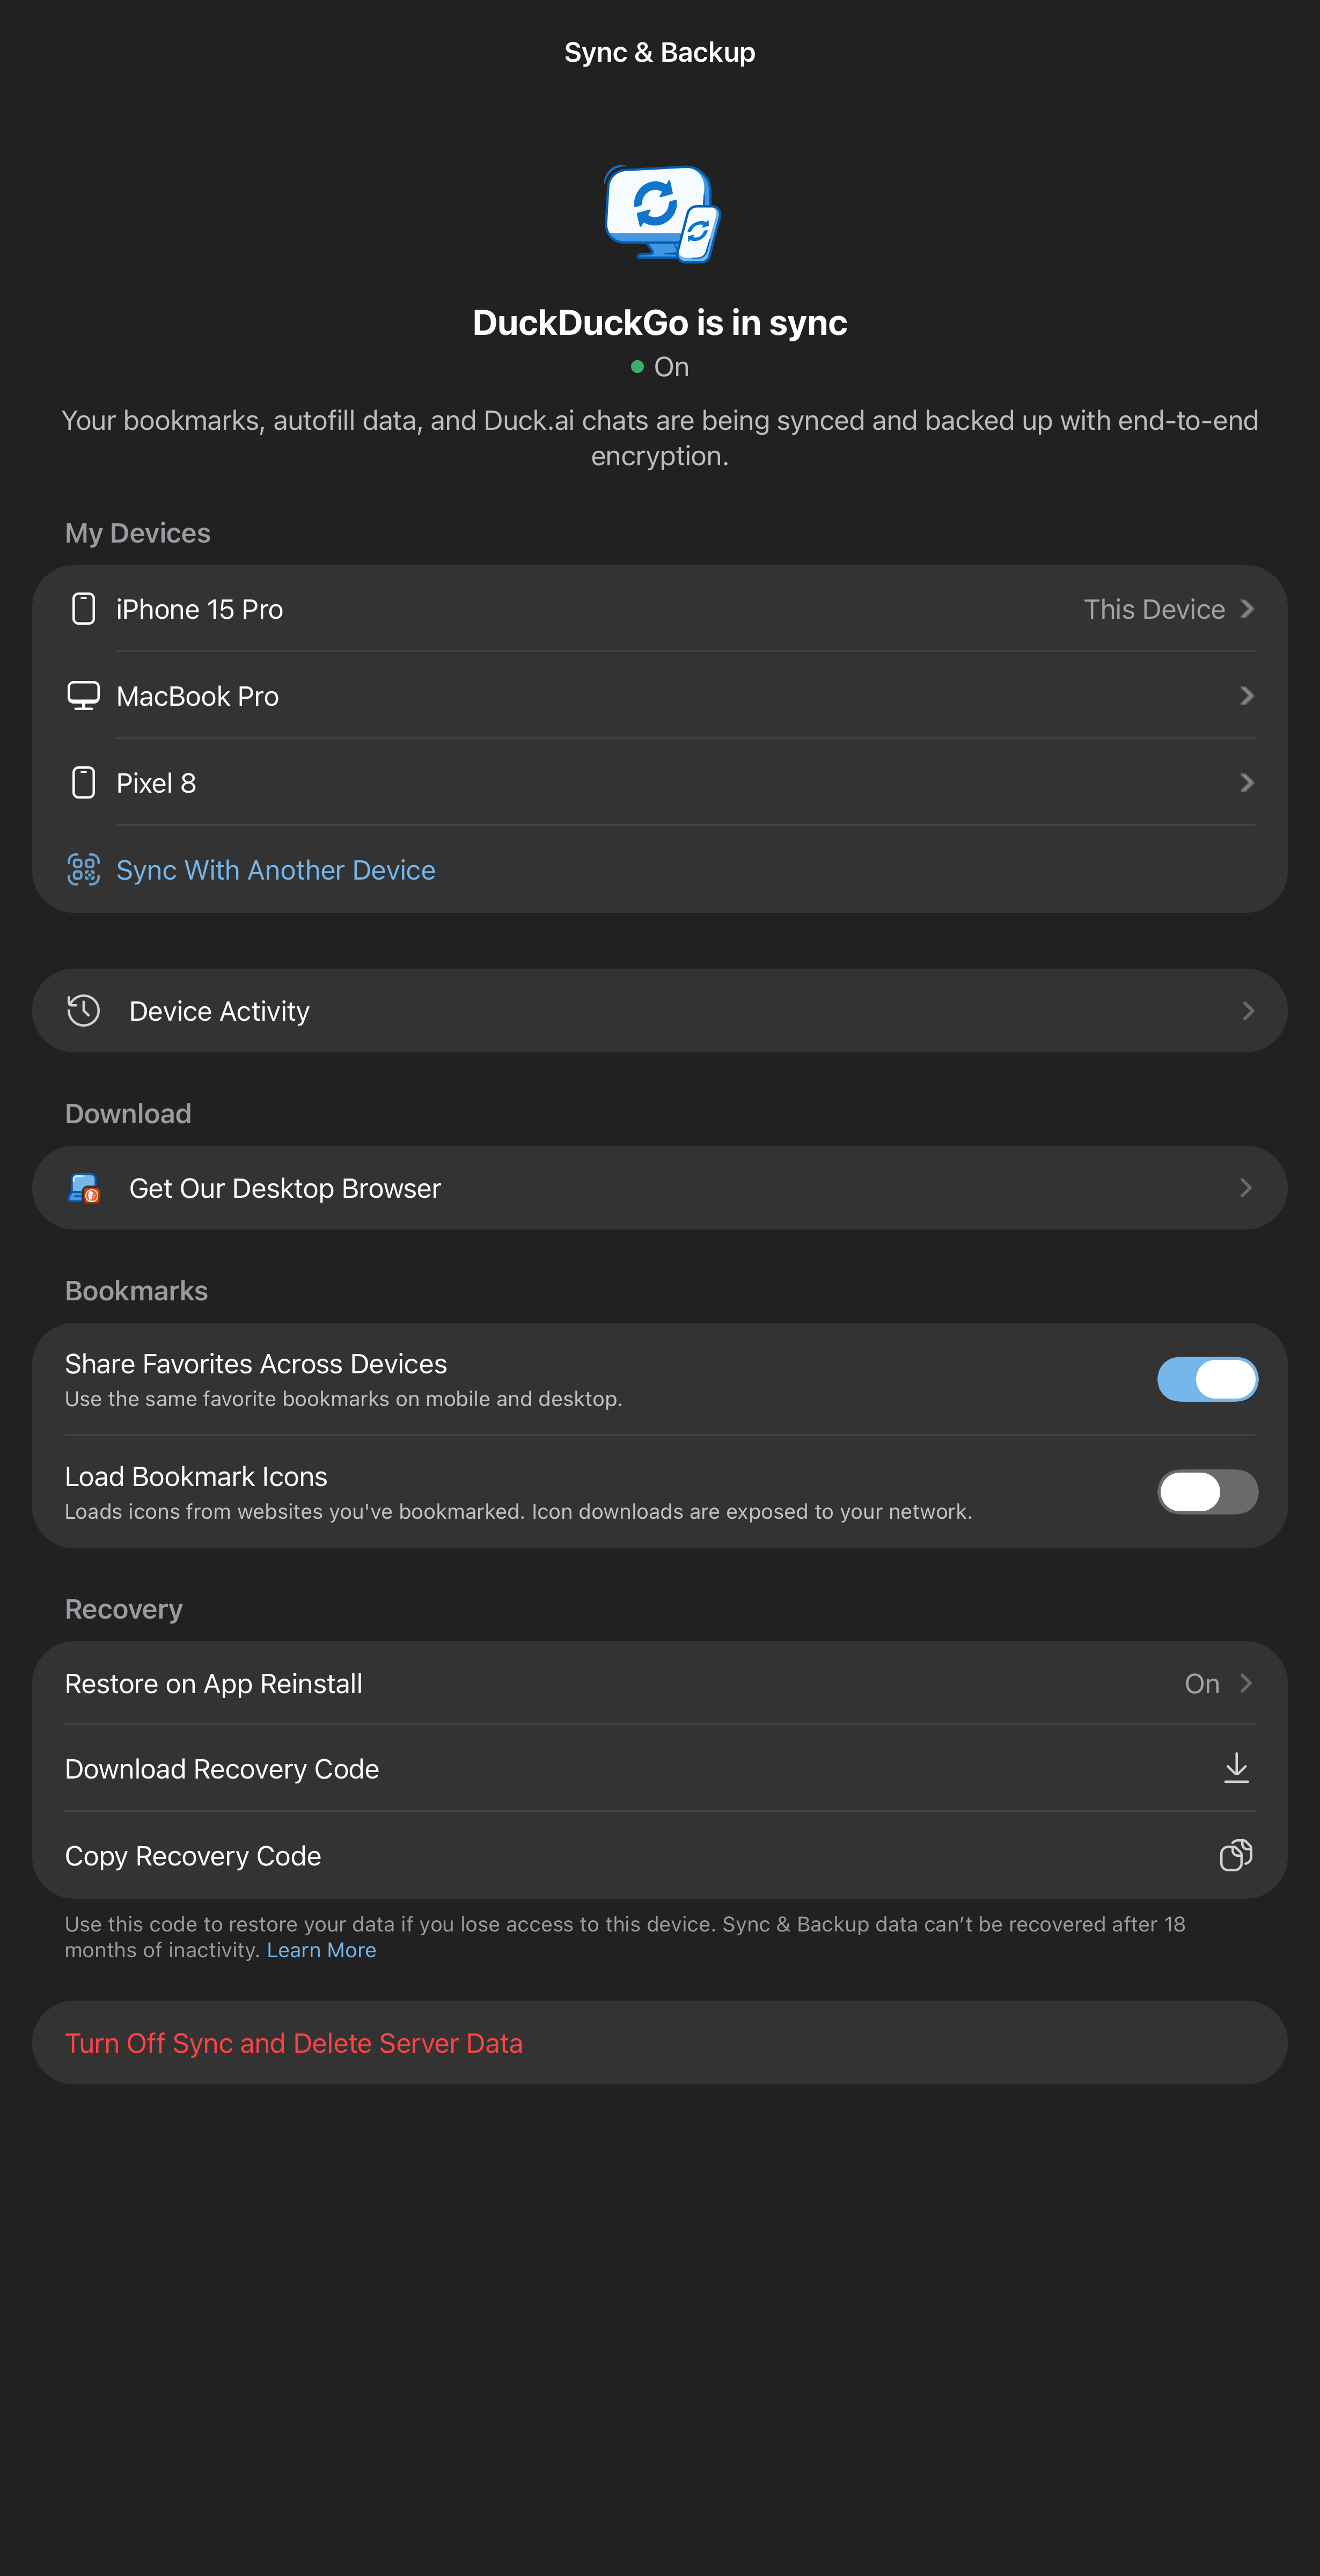 Sync & Backup
DuckDuckGo is in sync
On
Your bookmarks, autofill data, and Duck.ai chats are being synced and backed up with end-to-end
encryption.
My Devices
iPhone 15 Pro This Device
MacBook Pro
Pixel 8
Sync With Another Device
Device Activity
Download
Get Our Desktop Browser
Bookmarks
Share Favorites Across Devices
Use the same favorite bookmarks on mobile and desktop.
Load Bookmark Icons
Loads icons from websites you've bookmarked. Icon downloads are exposed to your network.
Recovery
Restore on App Reinstall On
Download Recovery Code
Copy Recovery Code
Use this code to restore your data if you lose access to this device. Sync & Backup data can’t be recovered after 18
months of inactivity. Learn More
Turn Off Sync and Delete Server Data